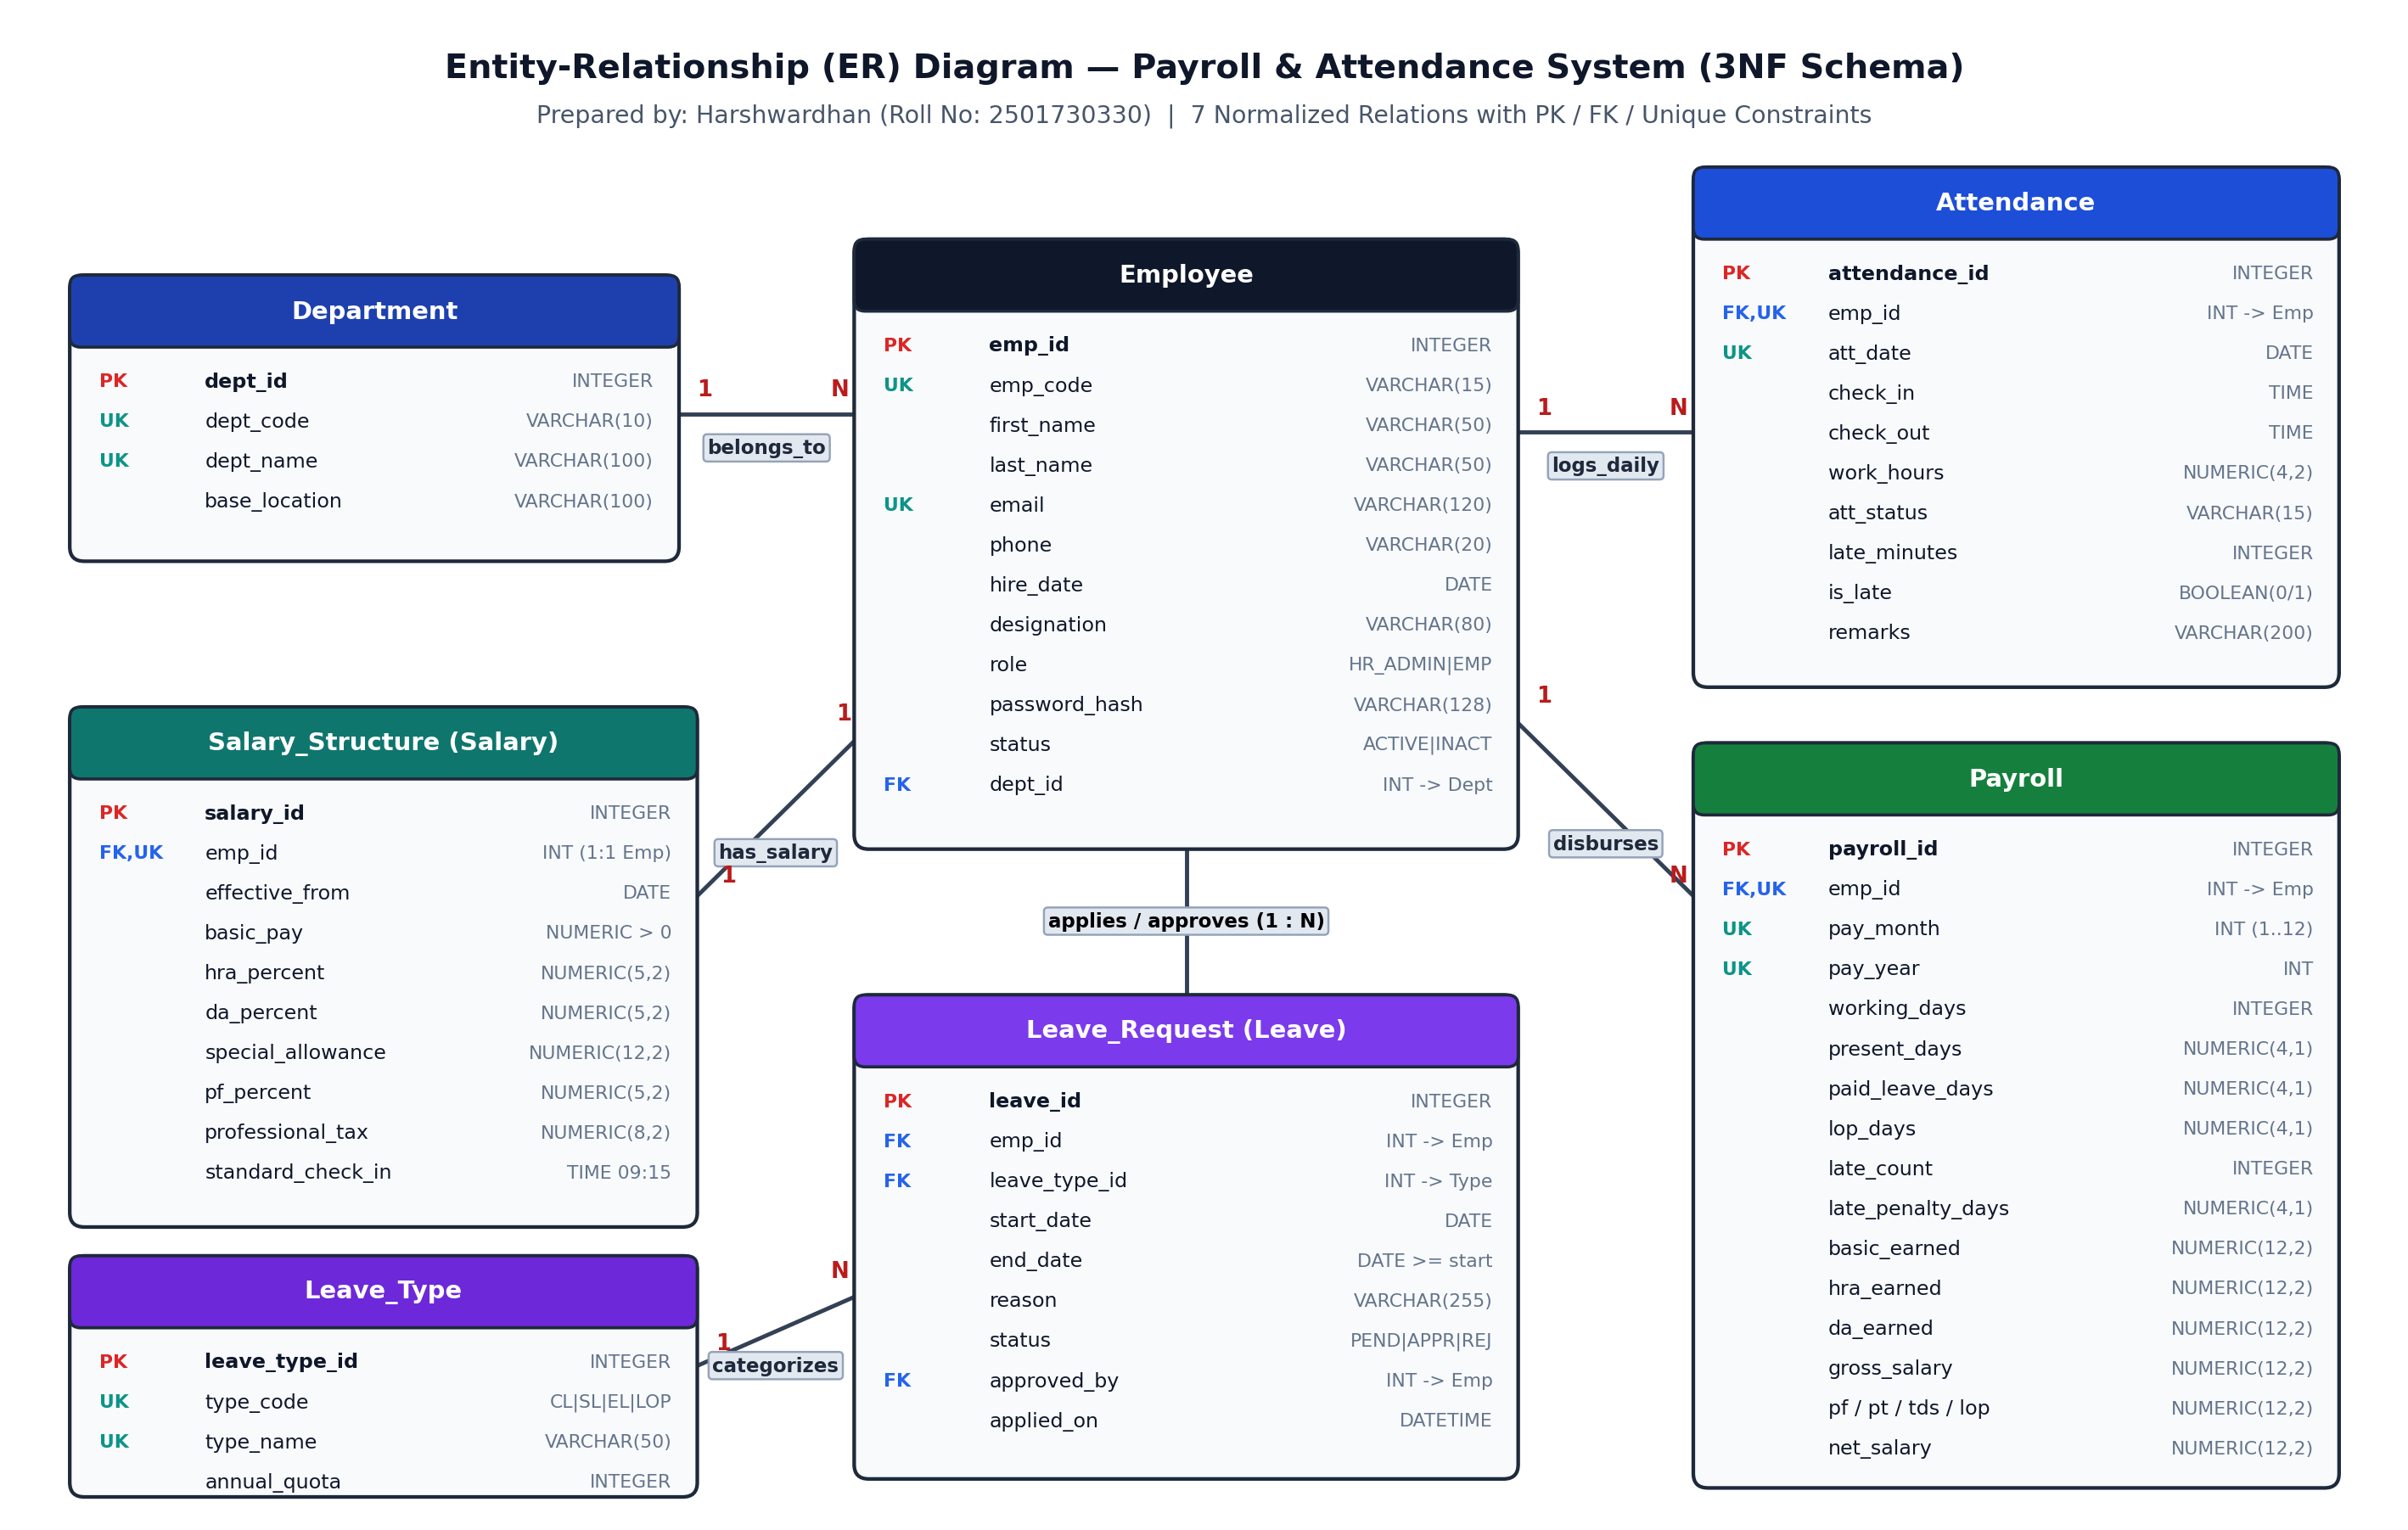 Entity-Relationship (ER) Diagram — Payroll & Attendance System (3NF Schema)
Prepared by: Harshwardhan (Roll No: 2501730330) | 7 Normalized Relations with PK / FK / Unique Constraints
Department
PK dept_id INTEGER
UK dept_code VARCHAR(10)
UK dept_name VARCHAR(100)
base_location VARCHAR(100)
1 N
belongs_to
Employee
PK emp_id INTEGER
UK emp_code VARCHAR(15)
first_name VARCHAR(50)
last_name VARCHAR(50)
UK email VARCHAR(120)
phone VARCHAR(20)
hire_date DATE
designation VARCHAR(80)
role HR_ADMIN|EMP
password_hash VARCHAR(128)
status ACTIVE|INACT
FK dept_id INT -> Dept
1 N
logs_daily
Attendance
PK attendance_id INTEGER
FK,UK emp_id INT -> Emp
UK att_date DATE
check_in TIME
check_out TIME
work_hours NUMERIC(4,2)
att_status VARCHAR(15)
late_minutes INTEGER
is_late BOOLEAN(0/1)
remarks VARCHAR(200)
Salary_Structure (Salary)
PK salary_id INTEGER
FK,UK emp_id INT (1:1 Emp)
effective_from DATE
basic_pay NUMERIC > 0
hra_percent NUMERIC(5,2)
da_percent NUMERIC(5,2)
special_allowance NUMERIC(12,2)
pf_percent NUMERIC(5,2)
professional_tax NUMERIC(8,2)
standard_check_in TIME 09:15
1
has_salary
1
applies / approves (1 : N)
1
disburses
N
Leave_Type
PK leave_type_id INTEGER
UK type_code CL|SL|EL|LOP
UK type_name VARCHAR(50)
annual_quota INTEGER
N
1
categorizes
Leave_Request (Leave)
PK leave_id INTEGER
FK emp_id INT -> Emp
FK leave_type_id INT -> Type
start_date DATE
end_date DATE >= start
reason VARCHAR(255)
status PEND|APPR|REJ
FK approved_by INT -> Emp
applied_on DATETIME
Payroll
PK payroll_id INTEGER
FK,UK emp_id INT -> Emp
UK pay_month INT (1..12)
UK pay_year INT
working_days INTEGER
present_days NUMERIC(4,1)
paid_leave_days NUMERIC(4,1)
lop_days NUMERIC(4,1)
late_count INTEGER
late_penalty_days NUMERIC(4,1)
basic_earned NUMERIC(12,2)
hra_earned NUMERIC(12,2)
da_earned NUMERIC(12,2)
gross_salary NUMERIC(12,2)
pf / pt / tds / lop NUMERIC(12,2)
net_salary NUMERIC(12,2)